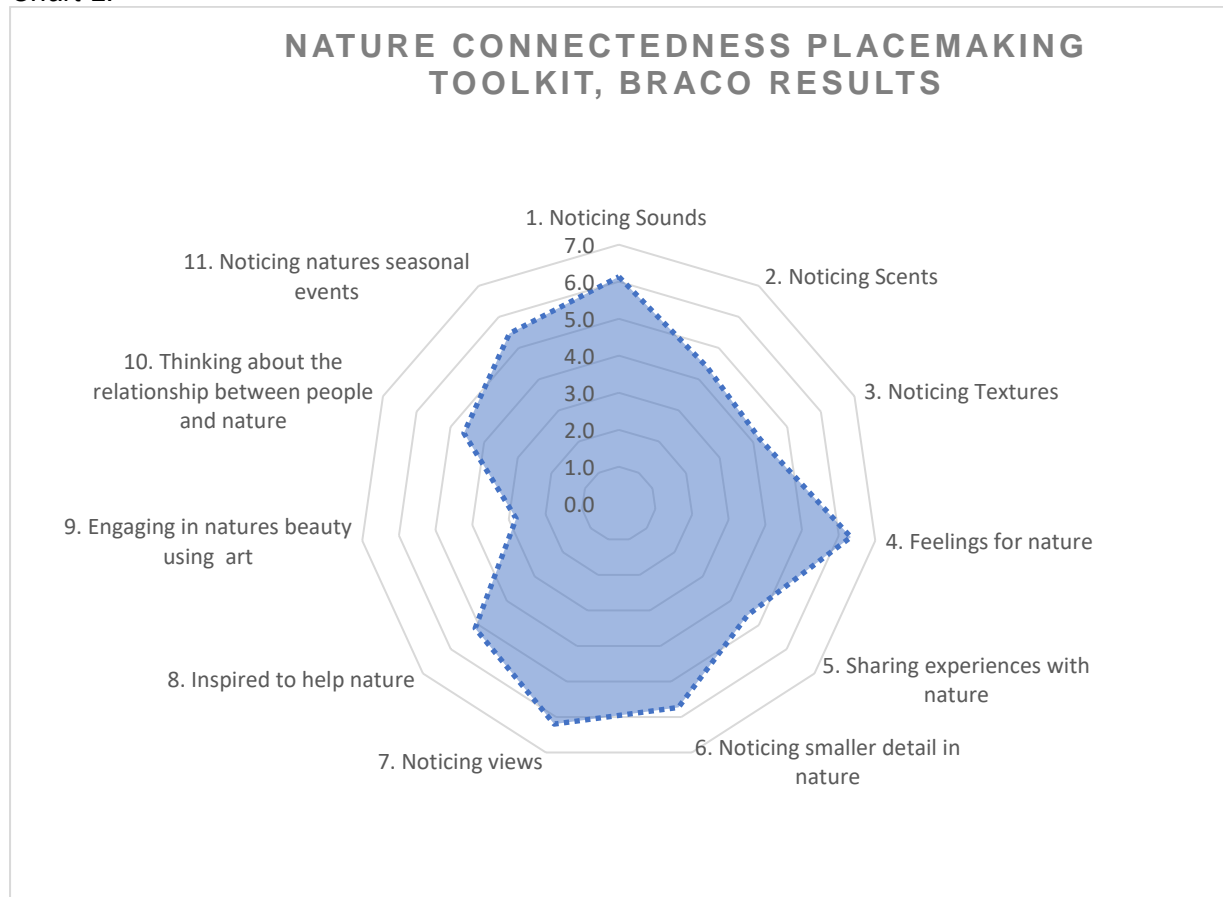 NATURE CONNECTEDNESS PLACEMAKING
TOOLKIT, BRACO RESULTS
1. Noticing Sounds
7.0
6.0
5.0
4.0
3.0
2.0
1.0
0.0
2. Noticing Scents
3. Noticing Textures
4. Feelings for nature
5. Sharing experiences with
nature
6. Noticing smaller detail in
nature
7. Noticing views
8. Inspired to help nature
9. Engaging in natures beauty
using art
10. Thinking about the
relationship between people
and nature
11. Noticing natures seasonal
events